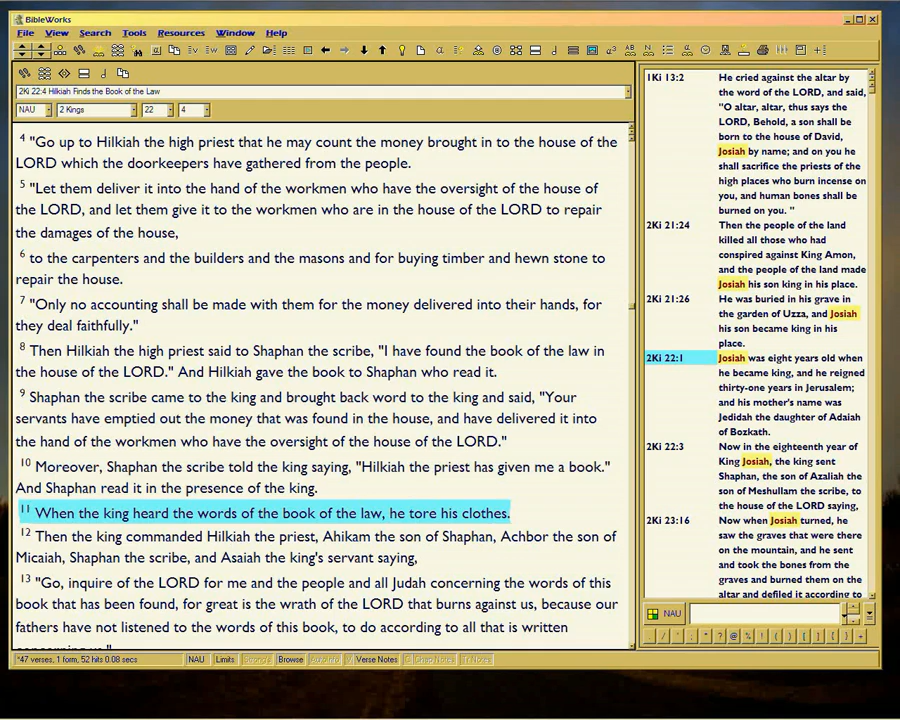 BibleWorks
File View Search Tools Resources Window Help
2Ki 22:4 Hilkiah Finds the Book of the Law
NAU 2 Kings 22 4
4 "Go up to Hilkiah the high priest that he may count the money brought in to the house of the
LORD which the doorkeepers have gathered from the people.
5 "Let them deliver it into the hand of the workmen who have the oversight of the house of
the LORD, and let them give it to the workmen who are in the house of the LORD to repair
the damages of the house,
6 to the carpenters and the builders and the masons and for buying timber and hewn stone to
repair the house.
7 "Only no accounting shall be made with them for the money delivered into their hands, for
they deal faithfully."
8 Then Hilkiah the high priest said to Shaphan the scribe, "I have found the book of the law in
the house of the LORD." And Hilkiah gave the book to Shaphan who read it.
9 Shaphan the scribe came to the king and brought back word to the king and said, "Your
servants have emptied out the money that was found in the house, and have delivered it into
the hand of the workmen who have the oversight of the house of the LORD."
10 Moreover, Shaphan the scribe told the king saying, "Hilkiah the priest has given me a book."
And Shaphan read it in the presence of the king.
11 When the king heard the words of the book of the law, he tore his clothes.
12 Then the king commanded Hilkiah the priest, Ahikam the son of Shaphan, Achbor the son of
Micaiah, Shaphan the scribe, and Asaiah the king's servant saying,
13 "Go, inquire of the LORD for me and the people and all Judah concerning the words of this
book that has been found, for great is the wrath of the LORD that burns against us, because our
fathers have not listened to the words of this book, to do according to all that is written
1Ki 13:2 He cried against the altar by
the word of the LORD, and said,
"O altar, altar, thus says the
LORD, Behold, a son shall be
born to the house of David,
Josiah by name; and on you he
shall sacrifice the priests of the
high places who burn incense on
you, and human bones shall be
burned on you. "
2Ki 21:24 Then the people of the land
killed all those who had
conspired against King Amon,
and the people of the land made
Josiah his son king in his place.
2Ki 21:26 He was buried in his grave in
the garden of Uzza, and Josiah
his son became king in his
place.
2Ki 22:1 Josiah was eight years old when
he became king, and he reigned
thirty-one years in Jerusalem;
and his mother's name was
Jedidah the daughter of Adaiah
of Bozkath.
2Ki 22:3 Now in the eighteenth year of
King Josiah, the king sent
Shaphan, the son of Azaliah the
son of Meshullam the scribe, to
the house of the LORD saying,
2Ki 23:16 Now when Josiah turned, he
saw the graves that were there
on the mountain, and he sent
and took the bones from the
graves and burned them on the
altar and defiled it according to
NAU
*47 verses, 1 form, 52 hits 0.08 secs NAU Limits Browse Verse Notes